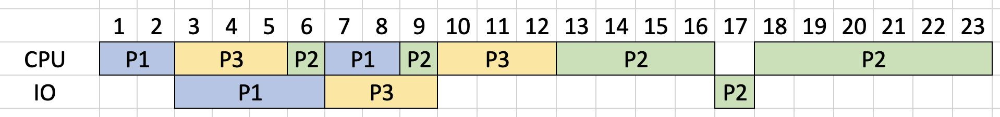 1 2 3 4 5 6 7 8 9 10 11 12 13 14 15 16 17 18 19 20 21 22 23
CPU P1 P3 P2 P1 P2 P3 P2 P2
IO P1 P3 P2